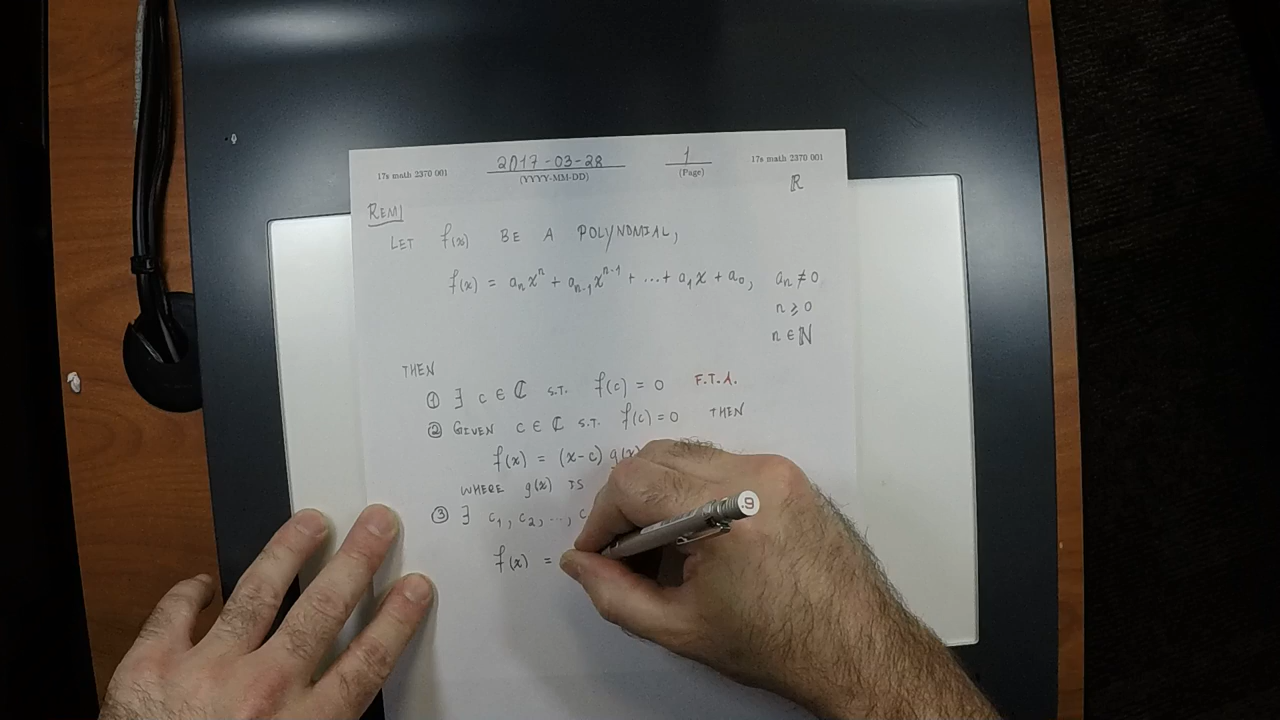 17s math 2370 001 2017-03-28 1 17s math 2370 001
(YYYY-MM-DD) (Page)
ℝ
REM
LET f(x) BE A POLYNOMIAL,
f(x) = aₙxⁿ + aₙ₋₁xⁿ⁻¹ + ... + a₁x + a₀, aₙ ≠ 0
n ≥ 0
n ∈ ℕ
THEN
① ∃ c ∈ ℂ S.T. f(c) = 0 F.T.A.
② GIVEN c ∈ ℂ S.T. f(c) = 0 THEN
f(x) = (x-c) g(x)
WHERE g(x) IS
③ ∃ c₁, c₂, ..., c
f(x) =
.9